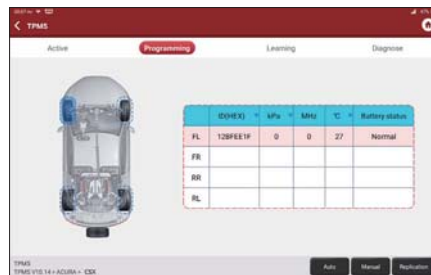 TPMS
Active Programming Learning Diagnose
ID(HEX) kPa MHz °C Battery status
FL 12BFEE1F 0 0 27 Normal
FR
RR
RL
TPMS
TPMS V10.14 > ACURA > CSX
Auto Manual Replication